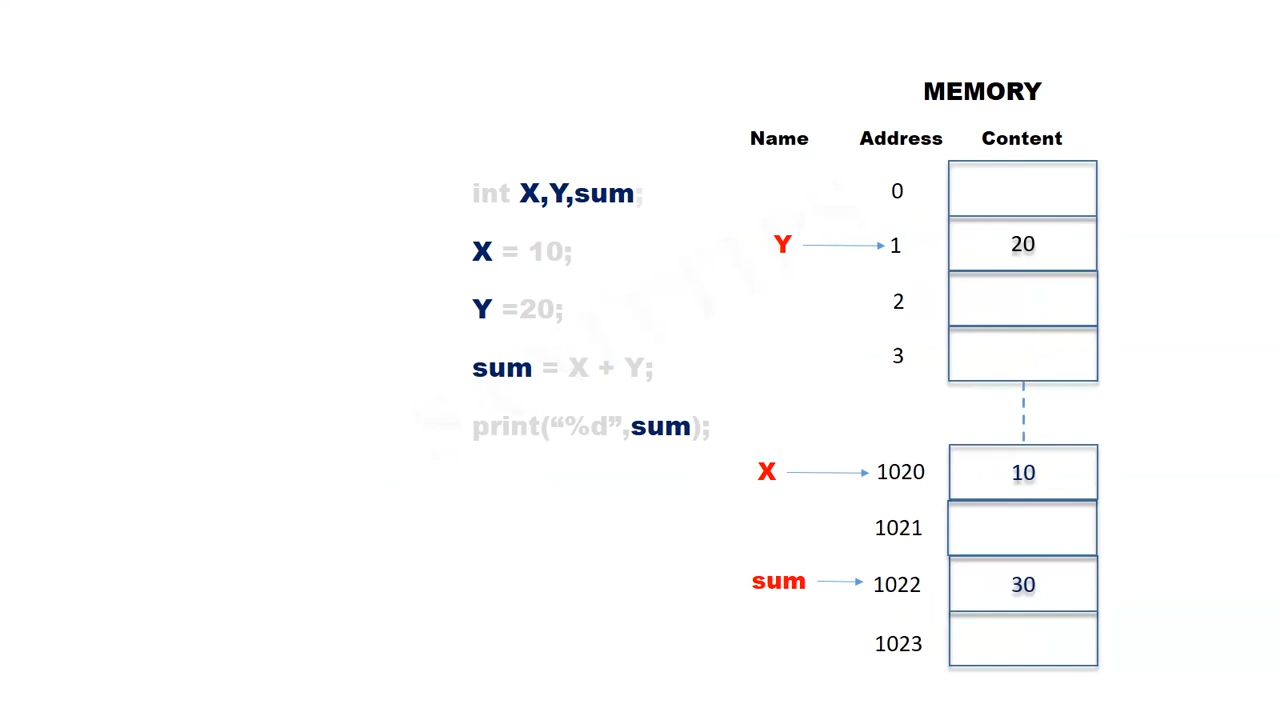 MEMORY
Name Address Content
int X,Y,sum;
X = 10;
Y =20;
sum = X + Y;
print(“%d”,sum);
0
Y 1 20
2
3
X 1020 10
1021
sum 1022 30
1023